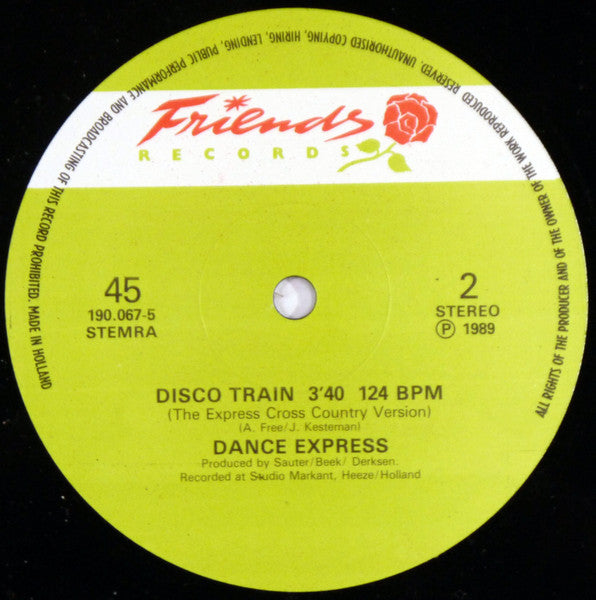 Friends
RECORDS
45
190.067-5
STEMRA
2
STEREO
Ⓟ 1989
DISCO TRAIN 3'40 124 BPM
(The Express Cross Country Version)
(A. Free/J. Kesteman)
DANCE EXPRESS
Produced by Sauter/Beek/ Derksen.
Recorded at Studio Markant, Heeze/Holland
ALL RIGHTS OF THE PRODUCER AND OF THE OWNER OF THE WORK REPRODUCED RESERVED. UNAUTHORISED COPYING, HIRING, LENDING, PUBLIC PERFORMANCE AND BROADCASTING OF THIS RECORD PROHIBITED. MADE IN HOLLAND